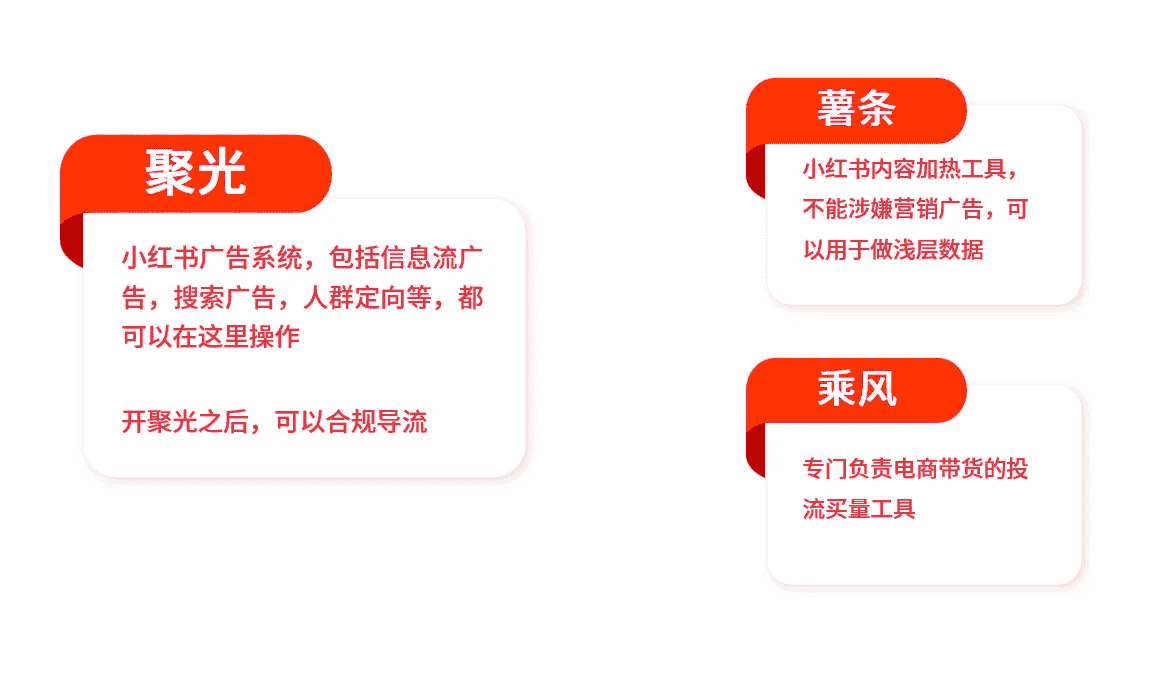 聚光
小红书广告系统，包括信息流广
告，搜索广告，人群定向等，都
可以在这里操作
开聚光之后，可以合规导流
薯条
小红书内容加热工具，
不能涉嫌营销广告，可
以用于做浅层数据
乘风
专门负责电商带货的投
流买量工具